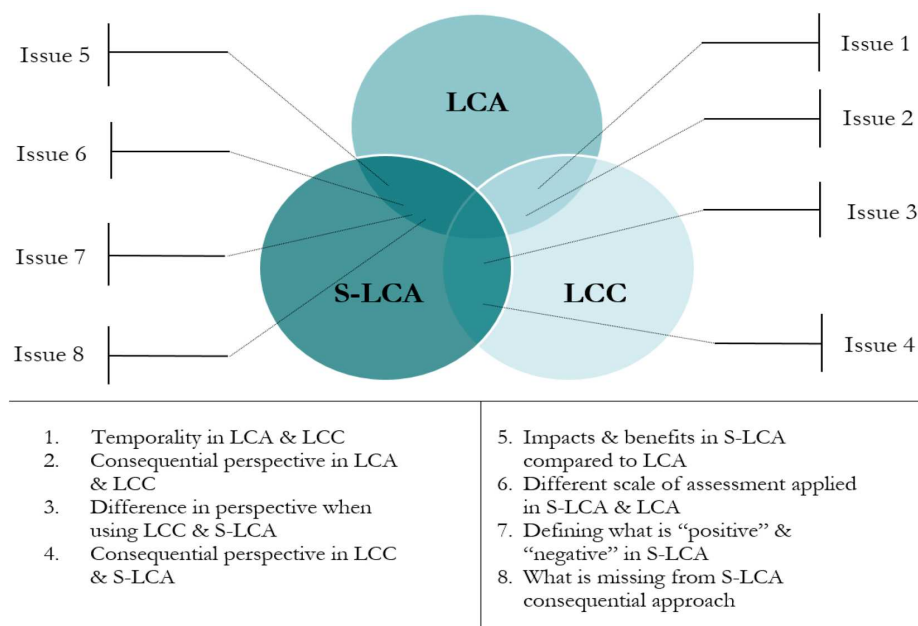 Issue 5
Issue 6
Issue 7
Issue 8
LCA
S-LCA
LCC
Issue 1
Issue 2
Issue 3
Issue 4
1. Temporality in LCA & LCC
2. Consequential perspective in LCA
& LCC
3. Difference in perspective when
using LCC & S-LCA
4. Consequential perspective in LCC
& S-LCA
5. Impacts & benefits in S-LCA
compared to LCA
6. Different scale of assessment applied
in S-LCA & LCA
7. Defining what is “positive” &
“negative” in S-LCA
8. What is missing from S-LCA
consequential approach